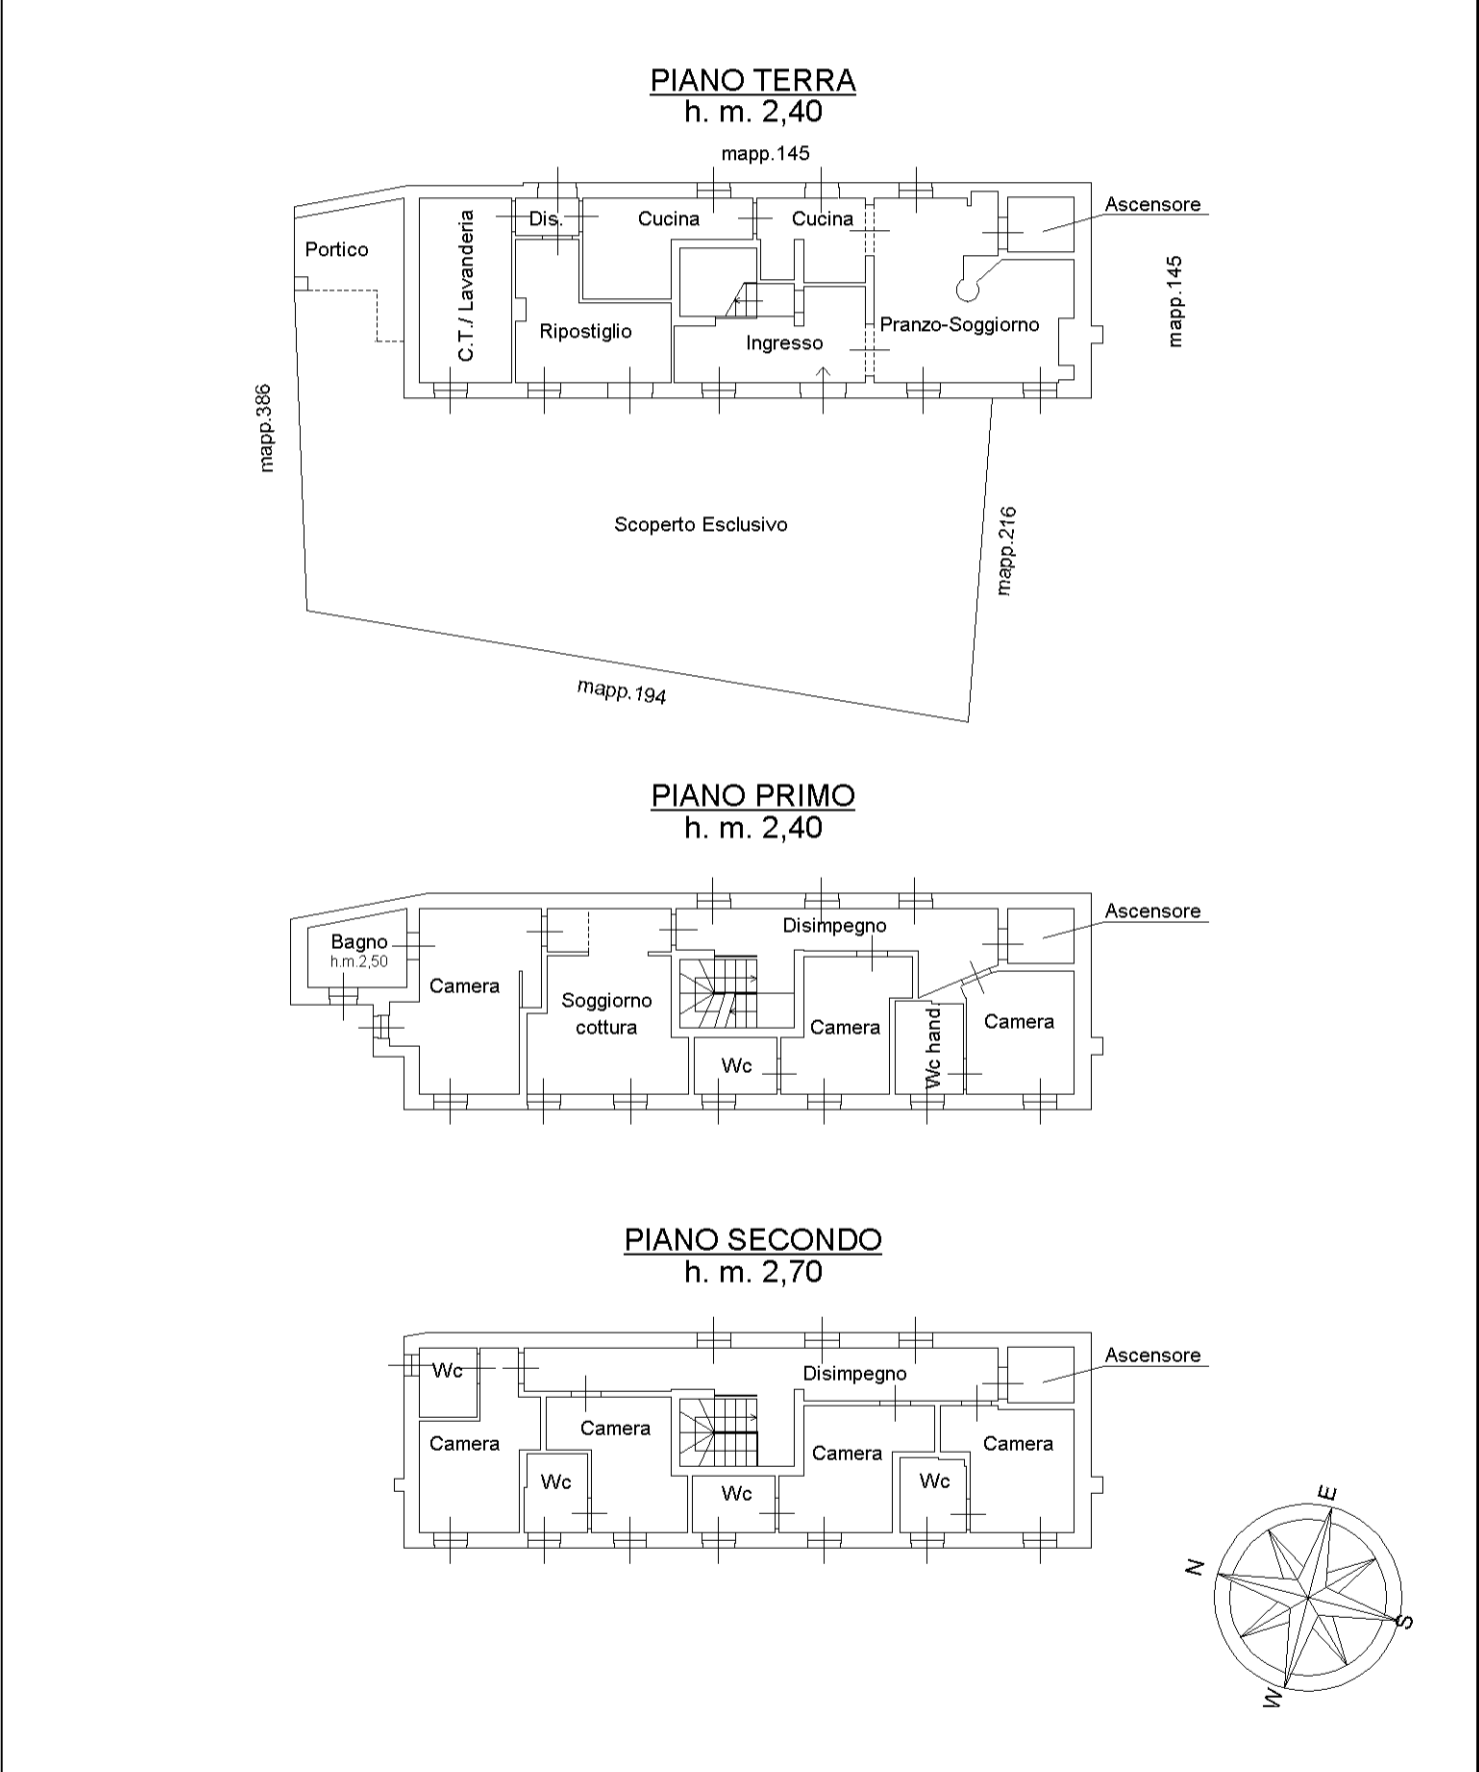 PIANO TERRA
h. m. 2,40
mapp.145
Ascensore
Dis.
Cucina
Cucina
Portico
C.T./ Lavanderia
mapp.145
Ripostiglio
Ingresso
Pranzo-Soggiorno
mapp.386
Scoperto Esclusivo
mapp.216
mapp.194
PIANO PRIMO
h. m. 2,40
Ascensore
Disimpegno
Bagno
h.m.2,50
Camera
Soggiorno
cottura
Camera
Camera
Wc
Wc hand
PIANO SECONDO
h. m. 2,70
Ascensore
Wc
Disimpegno
Camera
Camera
Camera
Camera
Wc
Wc
Wc
E
N
S
W